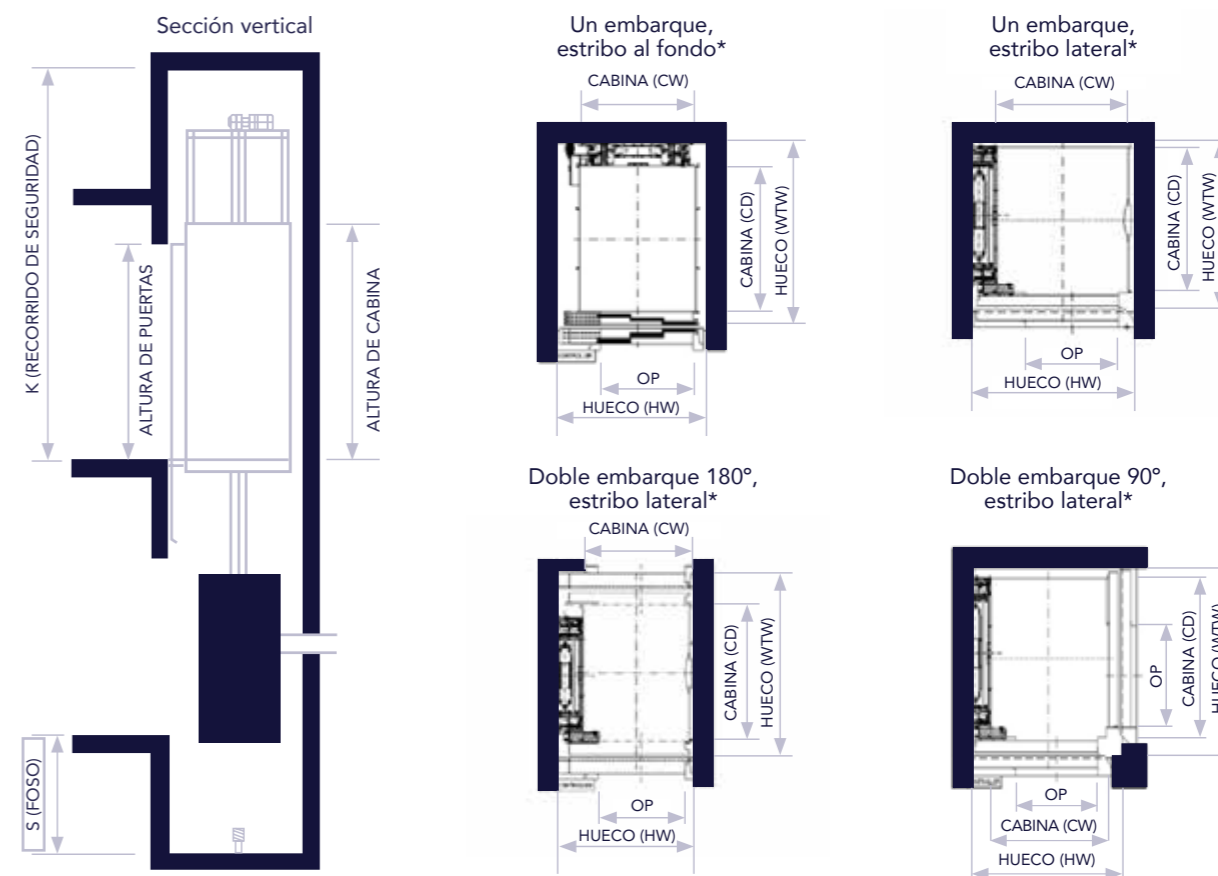 Sección vertical
K (RECORRIDO DE SEGURIDAD)
ALTURA DE PUERTAS
ALTURA DE CABINA
S (FOSO)
Un embarque,
estribo al fondo*
CABINA (CW)
CABINA (CD)
HUECO (WTW)
OP
HUECO (HW)
Un embarque,
estribo lateral*
CABINA (CW)
CABINA (CD)
HUECO (WTW)
OP
HUECO (HW)
Doble embarque 180º,
estribo lateral*
CABINA (CW)
CABINA (CD)
HUECO (WTW)
OP
HUECO (HW)
Doble embarque 90º,
estribo lateral*
OP
CABINA (CD)
HUECO (WTW)
OP
CABINA (CW)
HUECO (HW)